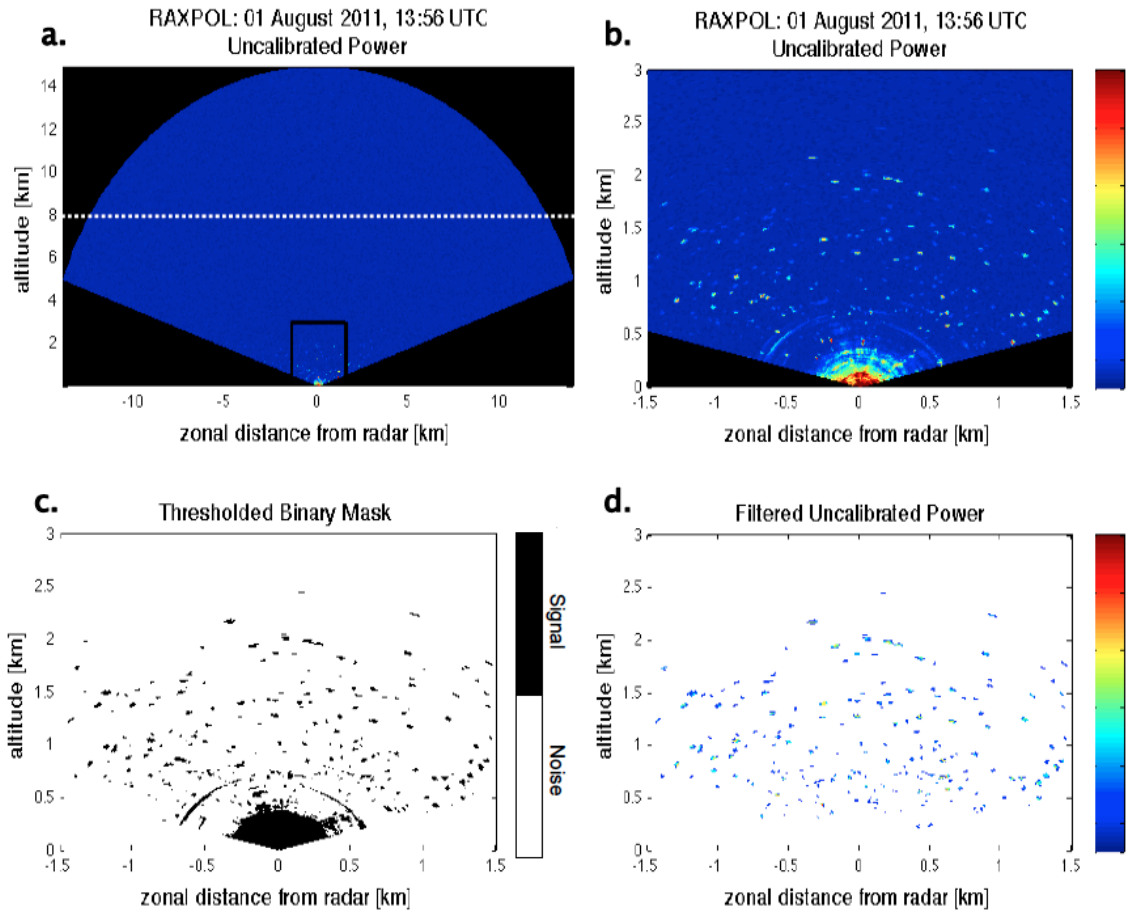 a.
RAXPOL: 01 August 2011, 13:56 UTC
Uncalibrated Power
14
12
10
8
6
4
2
altitude [km]
-10
-5
0
5
10
zonal distance from radar [km]
b.
RAXPOL: 01 August 2011, 13:56 UTC
Uncalibrated Power
3
2.5
2
1.5
1
0.5
0
altitude [km]
-1.5
-1
-0.5
0
0.5
1
1.5
zonal distance from radar [km]
c.
Thresholded Binary Mask
3
2.5
2
1.5
1
0.5
0
altitude [km]
-1.5
-1
-0.5
0
0.5
1
1.5
zonal distance from radar [km]
Signal
Noise
d.
Filtered Uncalibrated Power
3
2.5
2
1.5
1
0.5
0
altitude [km]
-1.5
-1
-0.5
0
0.5
1
1.5
zonal distance from radar [km]